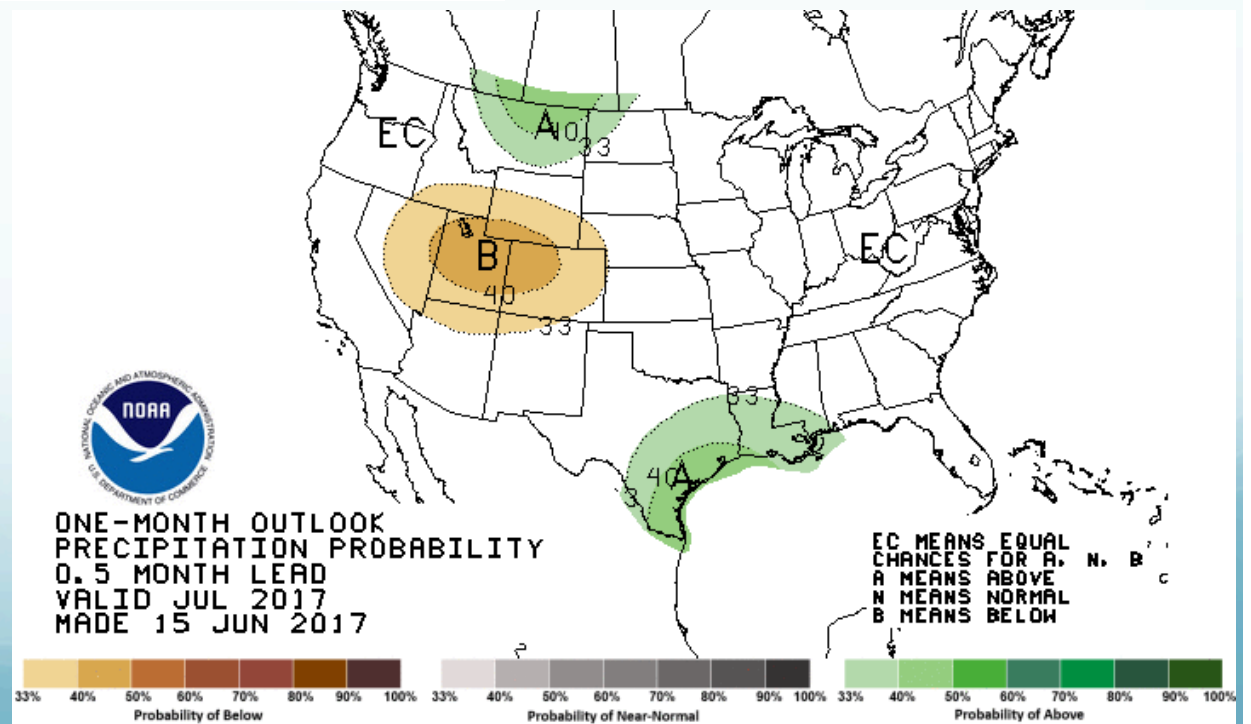 EC
A
40
33
B
40
33
EC
33
40
A
3
NATIONAL OCEANIC AND ATMOSPHERIC ADMINISTRATION
NOAA
U.S. DEPARTMENT OF COMMERCE
ONE-MONTH OUTLOOK
PRECIPITATION PROBABILITY
0.5 MONTH LEAD
VALID JUL 2017
MADE 15 JUN 2017
EC MEANS EQUAL
CHANCES FOR A, N, B
A MEANS ABOVE
N MEANS NORMAL
B MEANS BELOW
33% 40% 50% 60% 70% 80% 90% 100%
Probability of Below
33% 40% 50% 60% 70% 80% 90% 100%
Probability of Near-Normal
33% 40% 50% 60% 70% 80% 90% 100%
Probability of Above